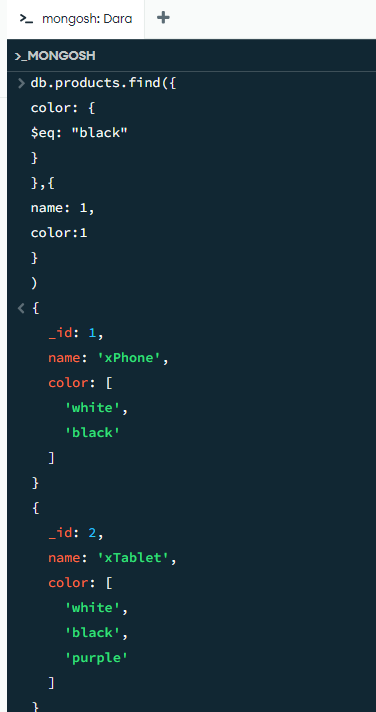 >_ mongosh: Dara +
>_MONGOSH
> db.products.find({
color: {
$eq: "black"
}
},{
name: 1,
color:1
}
)
< {
_id: 1,
name: 'xPhone',
color: [
'white',
'black'
]
}
{
_id: 2,
name: 'xTablet',
color: [
'white',
'black',
'purple'
]
}